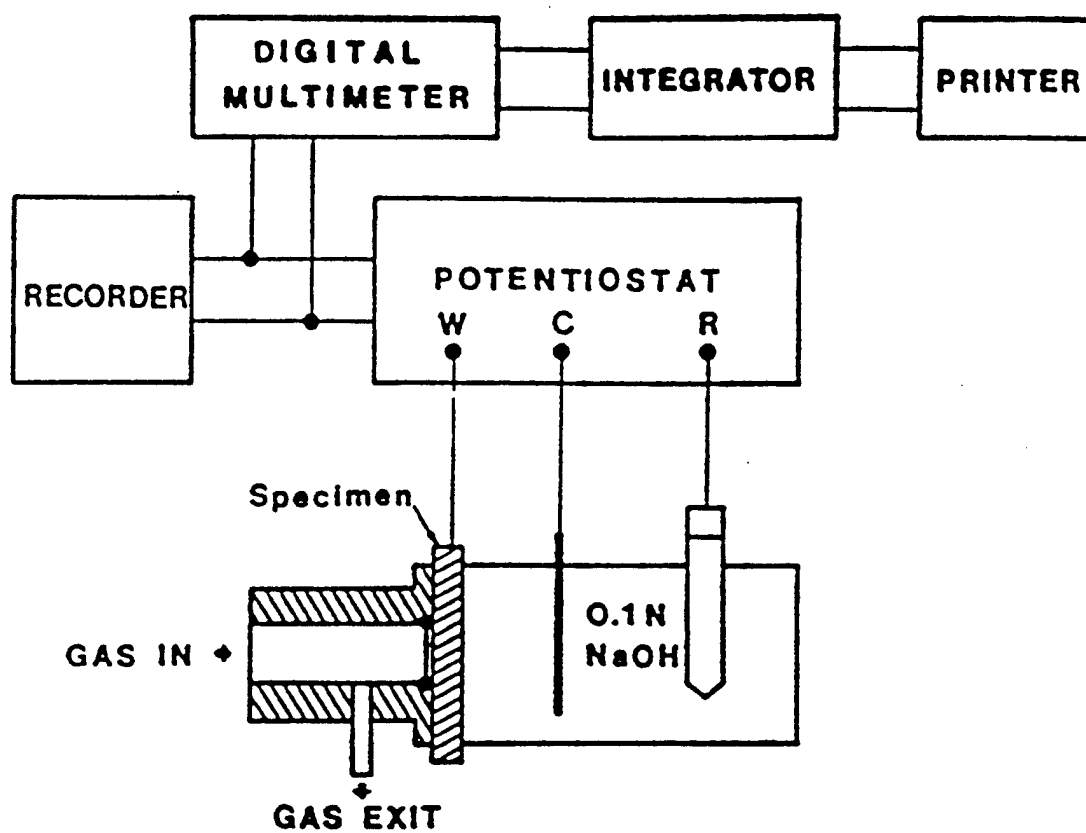 DIGITAL
MULTIMETER
INTEGRATOR
PRINTER
RECORDER
POTENTIOSTAT
W C R
Specimen
0.1N
NaOH
GAS IN
GAS EXIT